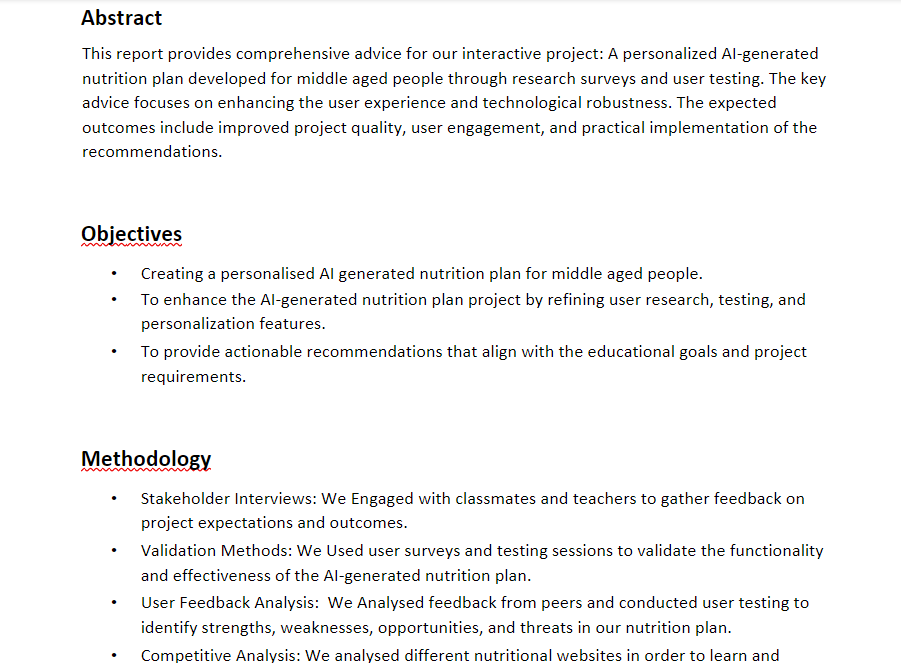 Abstract
This report provides comprehensive advice for our interactive project: A personalized AI-generated
nutrition plan developed for middle aged people through research surveys and user testing. The key
advice focuses on enhancing the user experience and technological robustness. The expected
outcomes include improved project quality, user engagement, and practical implementation of the
recommendations.
Objectives
• Creating a personalised AI generated nutrition plan for middle aged people.
• To enhance the AI-generated nutrition plan project by refining user research, testing, and
personalization features.
• To provide actionable recommendations that align with the educational goals and project
requirements.
Methodology
• Stakeholder Interviews: We Engaged with classmates and teachers to gather feedback on
project expectations and outcomes.
• Validation Methods: We Used user surveys and testing sessions to validate the functionality
and effectiveness of the AI-generated nutrition plan.
• User Feedback Analysis:  We Analysed feedback from peers and conducted user testing to
identify strengths, weaknesses, opportunities, and threats in our nutrition plan.
• Competitive Analysis: We analysed different nutritional websites in order to learn and